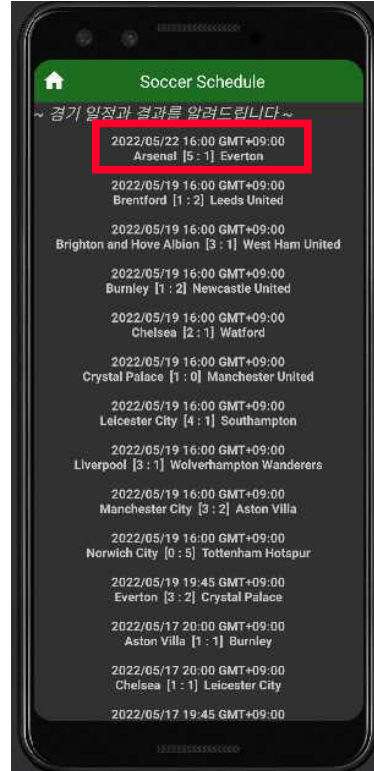 Soccer Schedule
~ 경기 일정과 결과를 알려드립니다 ~
2022/05/22 16:00 GMT+09:00
Arsenal [5 : 1] Everton
2022/05/19 16:00 GMT+09:00
Brentford [1 : 2] Leeds United
2022/05/19 16:00 GMT+09:00
Brighton and Hove Albion [3 : 1] West Ham United
2022/05/19 16:00 GMT+09:00
Burnley [1 : 2] Newcastle United
2022/05/19 16:00 GMT+09:00
Chelsea [2 : 1] Watford
2022/05/19 16:00 GMT+09:00
Crystal Palace [1 : 0] Manchester United
2022/05/19 16:00 GMT+09:00
Leicester City [4 : 1] Southampton
2022/05/19 16:00 GMT+09:00
Liverpool [3 : 1] Wolverhampton Wanderers
2022/05/19 16:00 GMT+09:00
Manchester City [3 : 2] Aston Villa
2022/05/19 16:00 GMT+09:00
Norwich City [0 : 5] Tottenham Hotspur
2022/05/19 19:45 GMT+09:00
Everton [3 : 2] Crystal Palace
2022/05/17 20:00 GMT+09:00
Aston Villa [1 : 1] Burnley
2022/05/17 20:00 GMT+09:00
Chelsea [1 : 1] Leicester City
2022/05/17 19:45 GMT+09:00